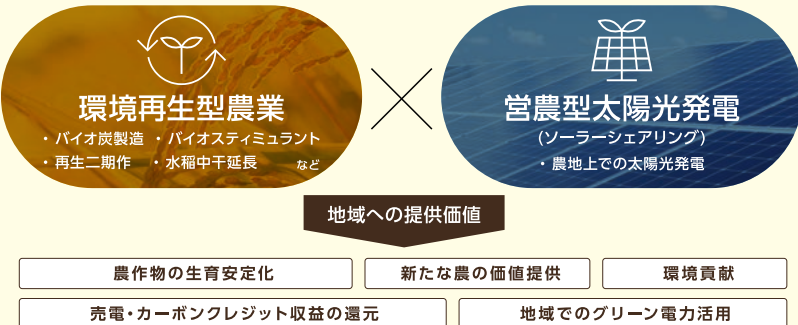 環境再生型農業
・バイオ炭製造 ・バイオスティミュラント
・再生二期作 ・水稲中干延長 など
×
営農型太陽光発電
(ソーラーシェアリング)
・農地上での太陽光発電
地域への提供価値
農作物の生育安定化 新たな農の価値提供 環境貢献
売電・カーボンクレジット収益の還元 地域でのグリーン電力活用